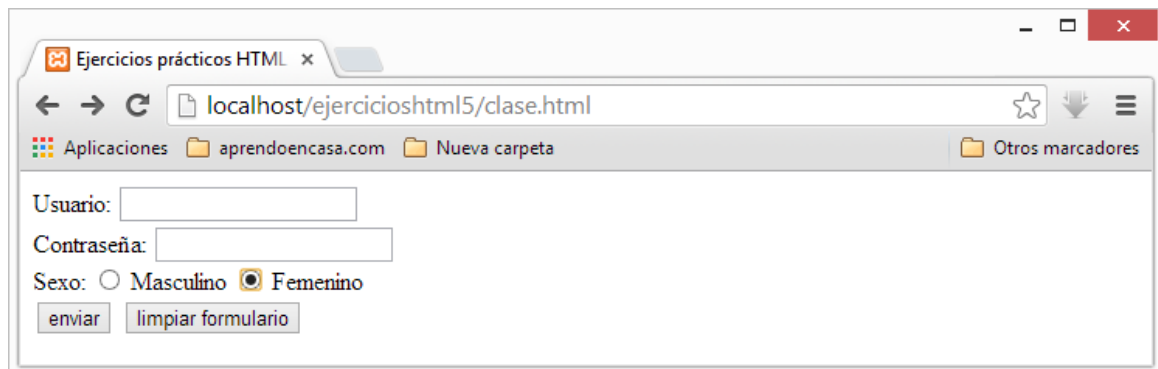 Ejercicios prácticos HTML
localhost/ejercicioshtml5/clase.html
Aplicaciones aprendoencasa.com Nueva carpeta Otros marcadores
Usuario:
Contraseña:
Sexo: Masculino Femenino
enviar limpiar formulario